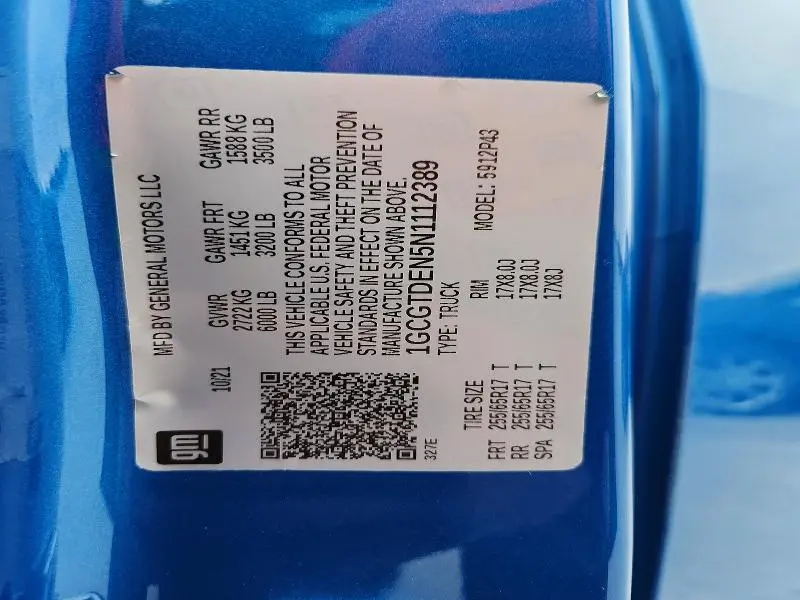 gm
MFD BY GENERAL MOTORS LLC
10/21 GVWR GAWR FRT GAWR RR
2722 KG 1451 KG 1588 KG
6000 LB 3200 LB 3500 LB
THIS VEHICLE CONFORMS TO ALL
APPLICABLE U.S. FEDERAL MOTOR
VEHICLE SAFETY AND THEFT PREVENTION
STANDARDS IN EFFECT ON THE DATE OF
MANUFACTURE SHOWN ABOVE.
1GCGTDEN5N1112389
327E
TYPE: TRUCK
MODEL: 5912P43
TIRE SIZE RIM
FRT 255/65R17 T 17X8.0J
RR 255/65R17 T 17X8.0J
SPA 255/65R17 T 17X8J